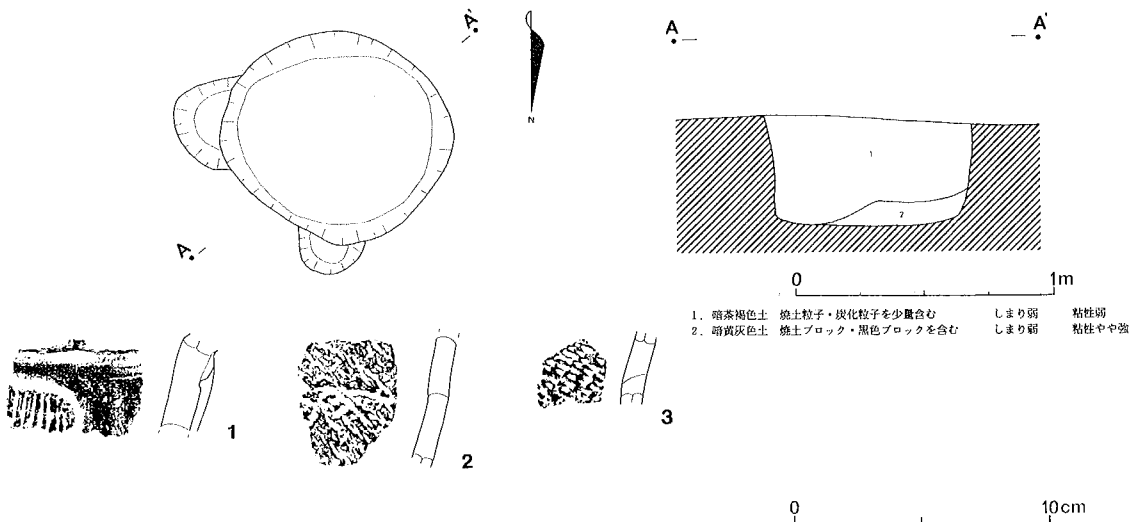 A'
A
N
A
A'
1
2
0 1m
1. 暗茶褐色土 焼土粒子・炭化粒子を少量含む しまり弱 粘性弱
2. 暗黄灰色土 焼土ブロック・黒色ブロックを含む しまり弱 粘性やや強
1
2
3
0 10cm